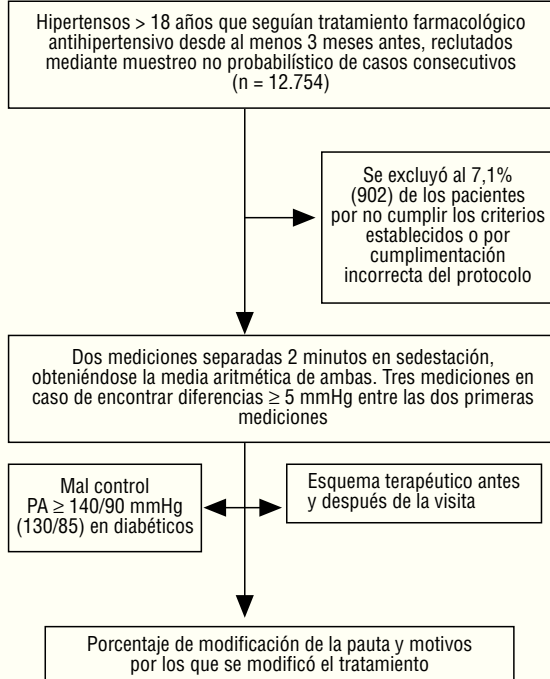 Hipertensos > 18 años que seguían tratamiento farmacológico
antihipertensivo desde al menos 3 meses antes, reclutados
mediante muestreo no probabilístico de casos consecutivos
(n = 12.754)
Se excluyó al 7,1%
(902) de los pacientes
por no cumplir los criterios
establecidos o por
cumplimentación
incorrecta del protocolo
Dos mediciones separadas 2 minutos en sedestación,
obteniéndose la media aritmética de ambas. Tres mediciones en
caso de encontrar diferencias ≥ 5 mmHg entre las dos primeras
mediciones
Mal control
PA ≥ 140/90 mmHg
(130/85) en diabéticos
Esquema terapéutico antes
y después de la visita
Porcentaje de modificación de la pauta y motivos
por los que se modificó el tratamiento